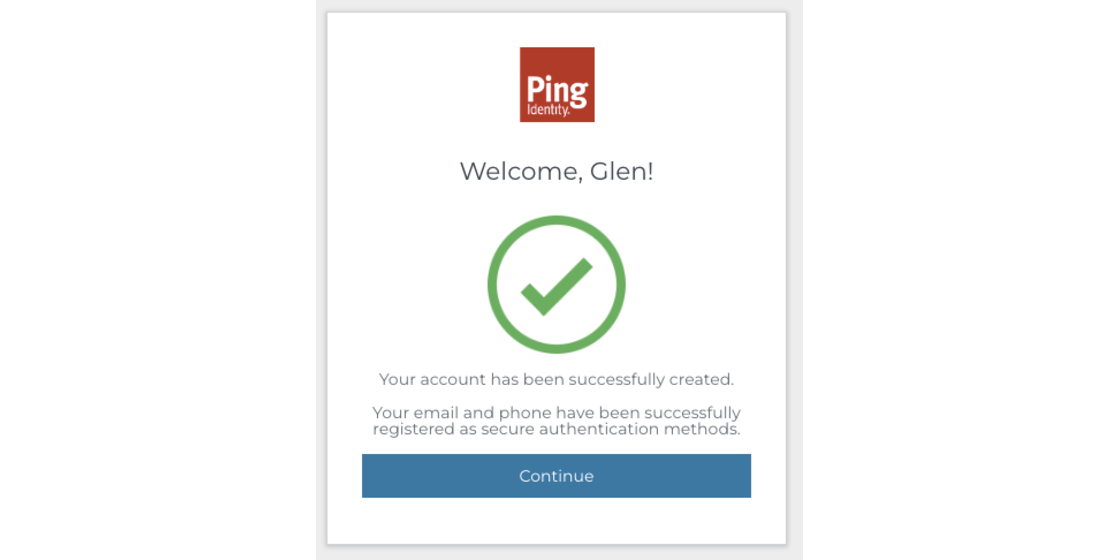 Ping
Identity.
Welcome, Glen!
Your account has been successfully created.
Your email and phone have been successfully
registered as secure authentication methods.
Continue